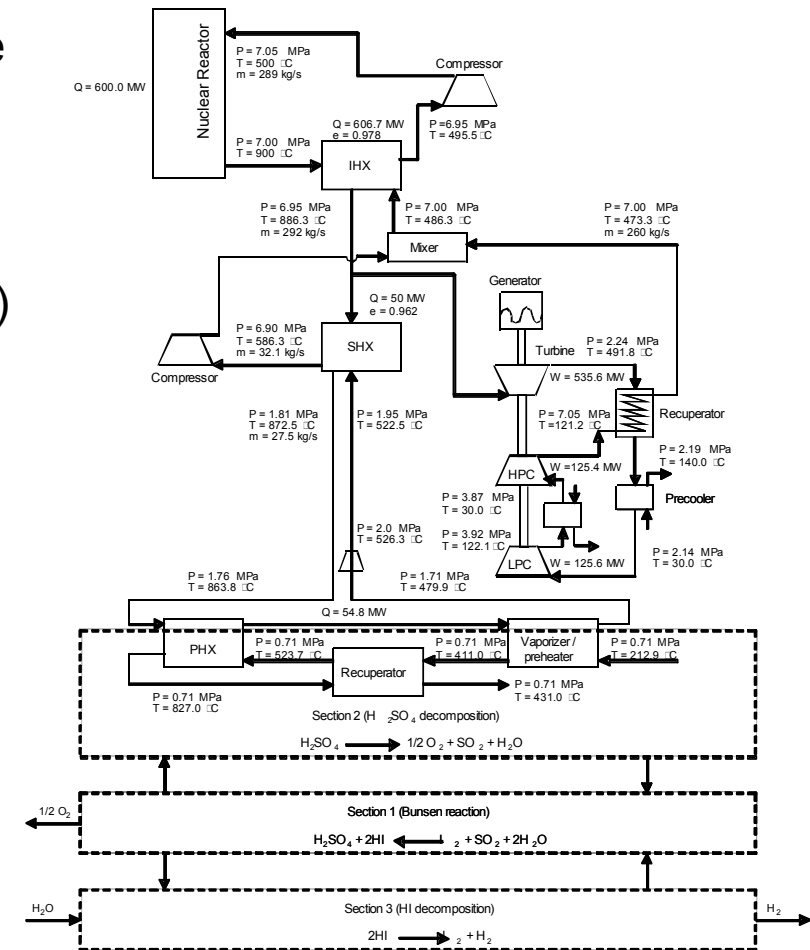 e
)
Nuclear Reactor
Q = 600.0 MW
P = 7.05 MPa
T = 500 °C
m = 289 kg/s
Compressor
P = 7.00 MPa
T = 900 °C
Q = 606.7 MW
e = 0.978
IHX
P =6.95 MPa
T = 495.5 °C
P = 6.95 MPa
T = 886.3 °C
m = 292 kg/s
P = 7.00 MPa
T = 486.3 °C
P = 7.00 MPa
T = 473.3 °C
m = 260 kg/s
Mixer
Generator
Q = 50 MW
e = 0.962
P = 6.90 MPa
T = 586.3 °C
m = 32.1 kg/s
SHX
Compressor
Turbine
P = 2.24 MPa
T = 491.8 °C
W = 535.6 MW
P = 1.81 MPa
T = 872.5 °C
m = 27.5 kg/s
P = 1.95 MPa
T = 522.5 °C
P = 7.05 MPa
T =121.2 °C
Recuperator
P = 2.19 MPa
T = 140.0 °C
HPC
W =125.4 MW
P = 3.87 MPa
T = 30.0 °C
Precooler
P = 2.0 MPa
T = 526.3 °C
P = 3.92 MPa
T = 122.1 °C
LPC
W = 125.6 MW
P = 2.14 MPa
T = 30.0 °C
P = 1.76 MPa
T = 863.8 °C
P = 1.71 MPa
T = 479.9 °C
Q = 54.8 MW
PHX
P = 0.71 MPa
T = 523.7 °C
Recuperator
P = 0.71 MPa
T = 411.0 °C
Vaporizer /
preheater
P = 0.71 MPa
T = 212.9 °C
P = 0.71 MPa
T = 827.0 °C
P = 0.71 MPa
T = 431.0 °C
Section 2 (H 2SO4 decomposition)
H2SO4 → 1/2 O2 + SO2 + H2O
1/2 O2
Section 1 (Bunsen reaction)
H2SO4 + 2HI ← I2 + SO2 + 2H2O
H2O
Section 3 (HI decomposition)
H2
2HI → I2 + H2